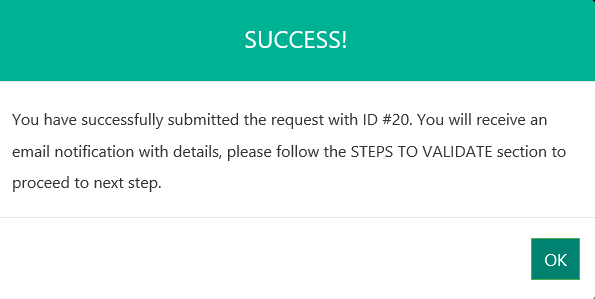 SUCCESS!
You have successfully submitted the request with ID #20. You will receive an
email notification with details, please follow the STEPS TO VALIDATE section to
proceed to next step.
OK